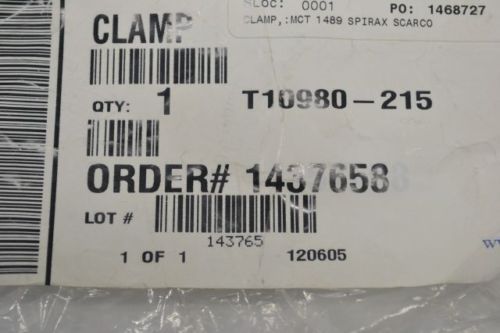 SLOC: 0001 PO: 1468727
CLAMP,:MCT 1489 SPIRAX SCARCO
CLAMP
QTY: 1 T10980-215
ORDER# 1437658
LOT #
143765
1 OF 1 120605